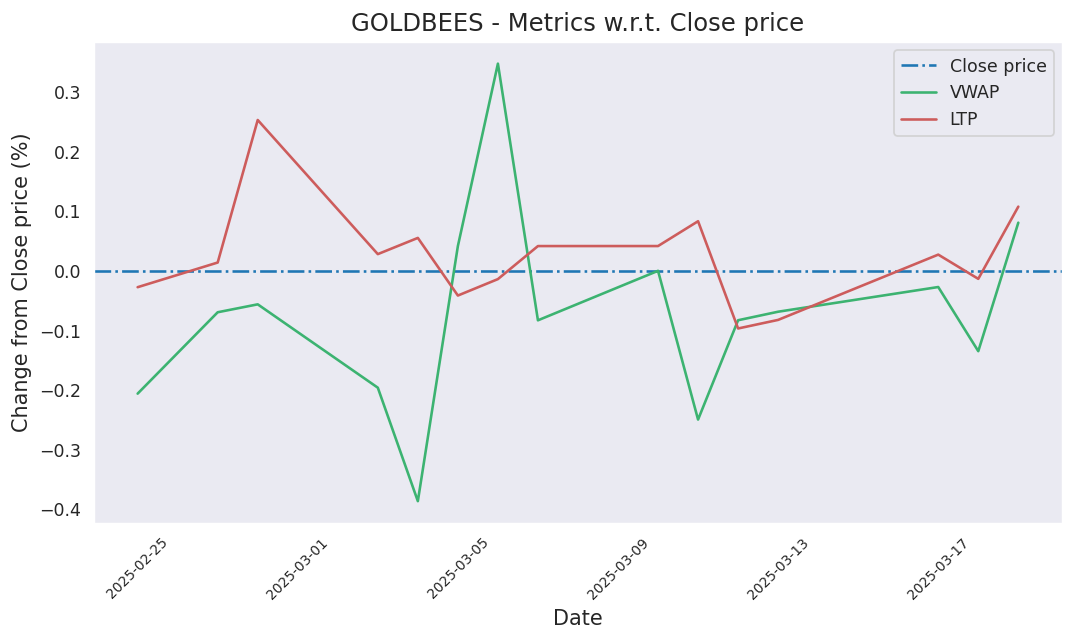 GOLDBEES - Metrics w.r.t. Close price
Close price
VWAP
LTP
Change from Close price (%)
0.3
0.2
0.1
0.0
−0.1
−0.2
−0.3
−0.4
2025-02-25
2025-03-01
2025-03-05
2025-03-09
2025-03-13
2025-03-17
Date